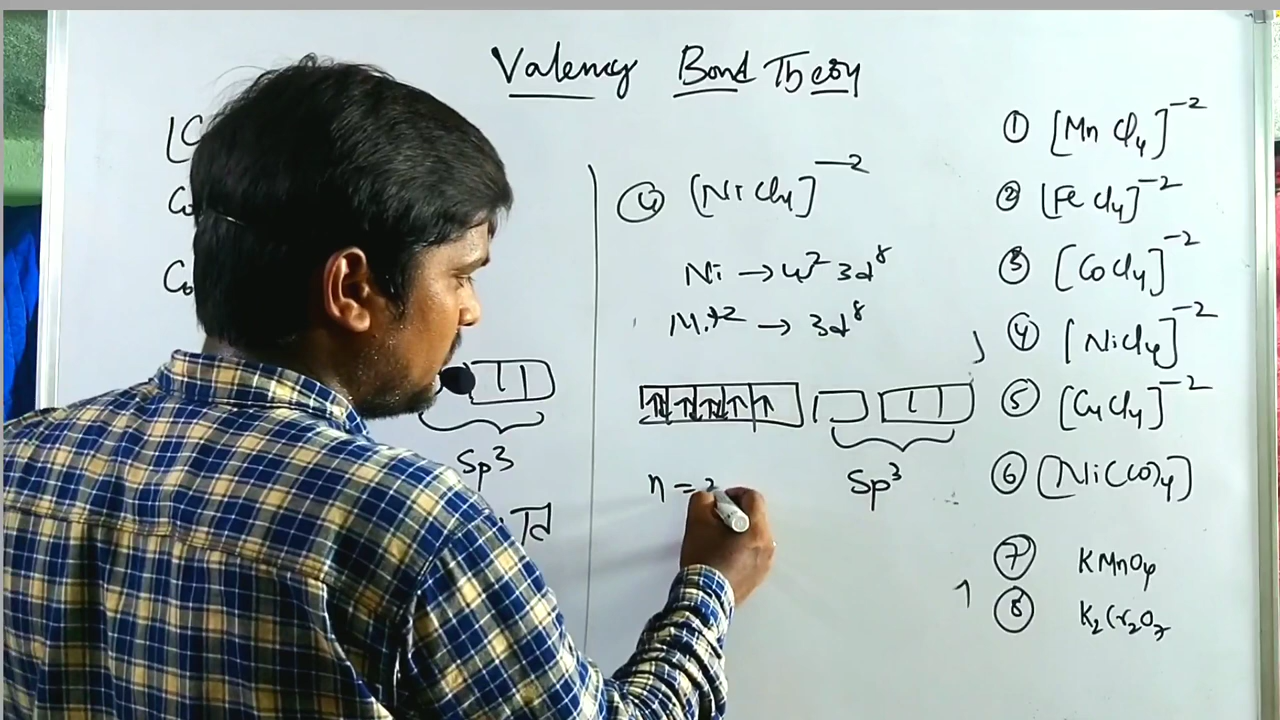 Valency Bond Theory
④ [NiCl₄]⁻²
Ni → 4s² 3d⁸
Ni⁺² → 3d⁸
Sp³
n =
Sp³
① [MnCl₄]⁻²
② [FeCl₄]⁻²
③ [CoCl₄]⁻²
④ [NiCl₄]⁻²
⑤ [CuCl₄]⁻²
⑥ [Ni(CO)₄]
⑦ KMnO₄
⑧ K₂Cr₂O₇